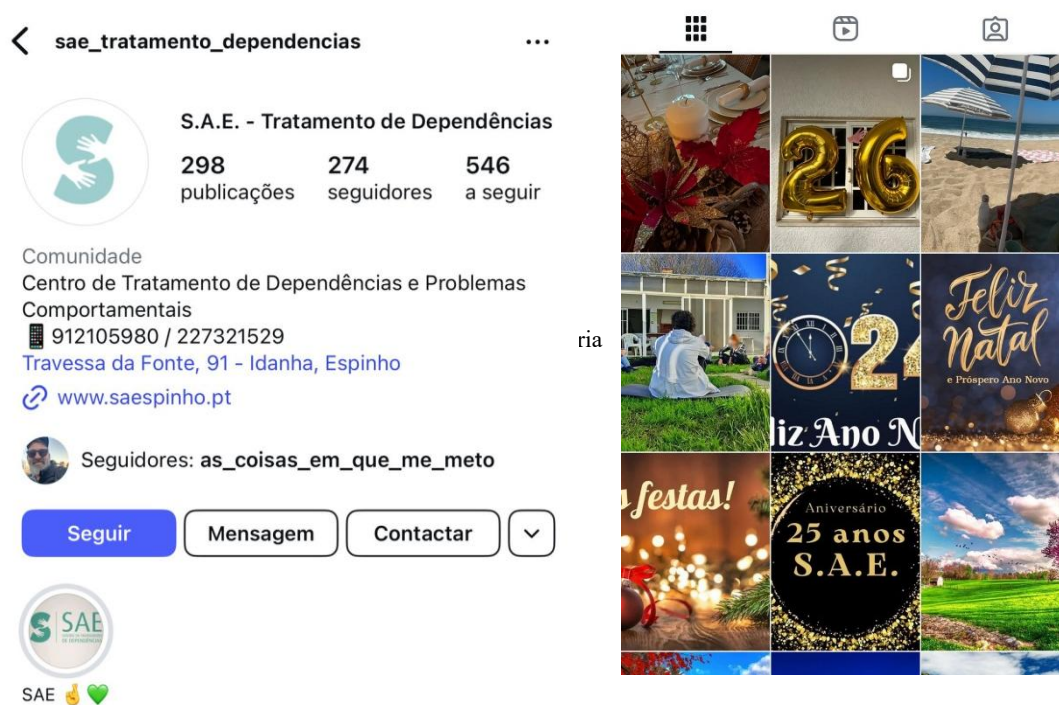 sae_tratamento_dependencias
S.A.E. - Tratamento de Dependências
298 274 546
publicações seguidores a seguir
Comunidade
Centro de Tratamento de Dependências e Problemas
Comportamentais
912105980 / 227321529
Travessa da Fonte, 91 - Idanha, Espinho
www.saespinho.pt
Seguidores: as_coisas_em_que_me_meto
Seguir Mensagem Contactar
SAE
SAE 🤞💚
ria
26
XII
024
liz Ano N
Feliz
Natal
e Próspero Ano Novo
s festas!
Aniversário
25 anos
S.A.E.